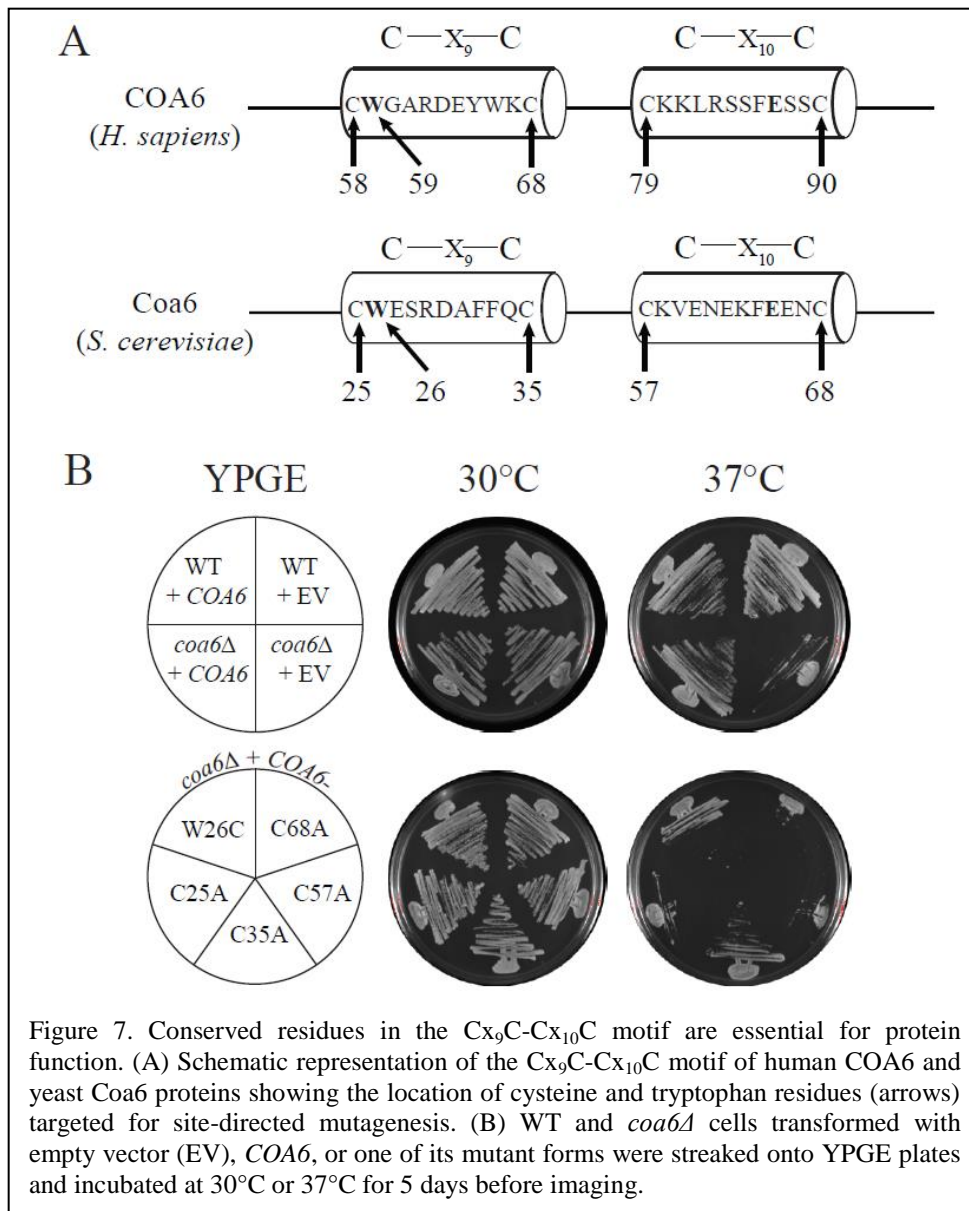 A
C—X9—C C—X10—C
COA6
(H. sapiens)
CWGARDEYWKC CKKLRSSFESSC
58 59 68 79 90
C—X9—C C—X10—C
Coa6
(S. cerevisiae)
CWESRDAFFQC CKVENEKFEENC
25 26 35 57 68
B
YPGE 30°C 37°C
WT
+ COA6
WT
+ EV
coa6Δ
+ COA6
coa6Δ
+ EV
coa6Δ + COA6-
W26C C68A
C25A C57A
C35A
Figure 7. Conserved residues in the Cx₉C-Cx₁₀C motif are essential for protein
function. (A) Schematic representation of the Cx₉C-Cx₁₀C motif of human COA6 and
yeast Coa6 proteins showing the location of cysteine and tryptophan residues (arrows)
targeted for site-directed mutagenesis. (B) WT and coa6Δ cells transformed with
empty vector (EV), COA6, or one of its mutant forms were streaked onto YPGE plates
and incubated at 30°C or 37°C for 5 days before imaging.